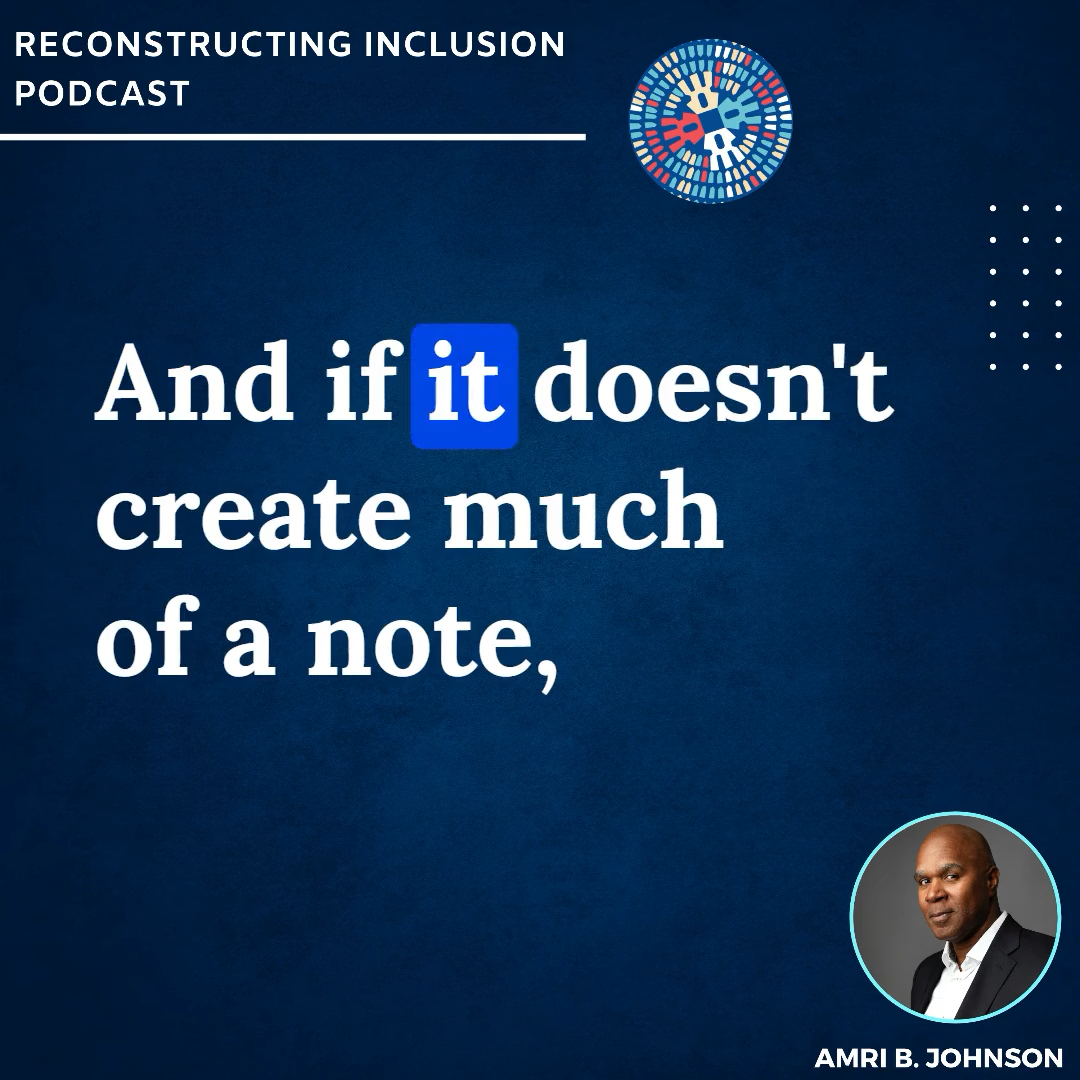 RECONSTRUCTING INCLUSION
PODCAST
And if it doesn't
create much
of a note,
AMRI B. JOHNSON